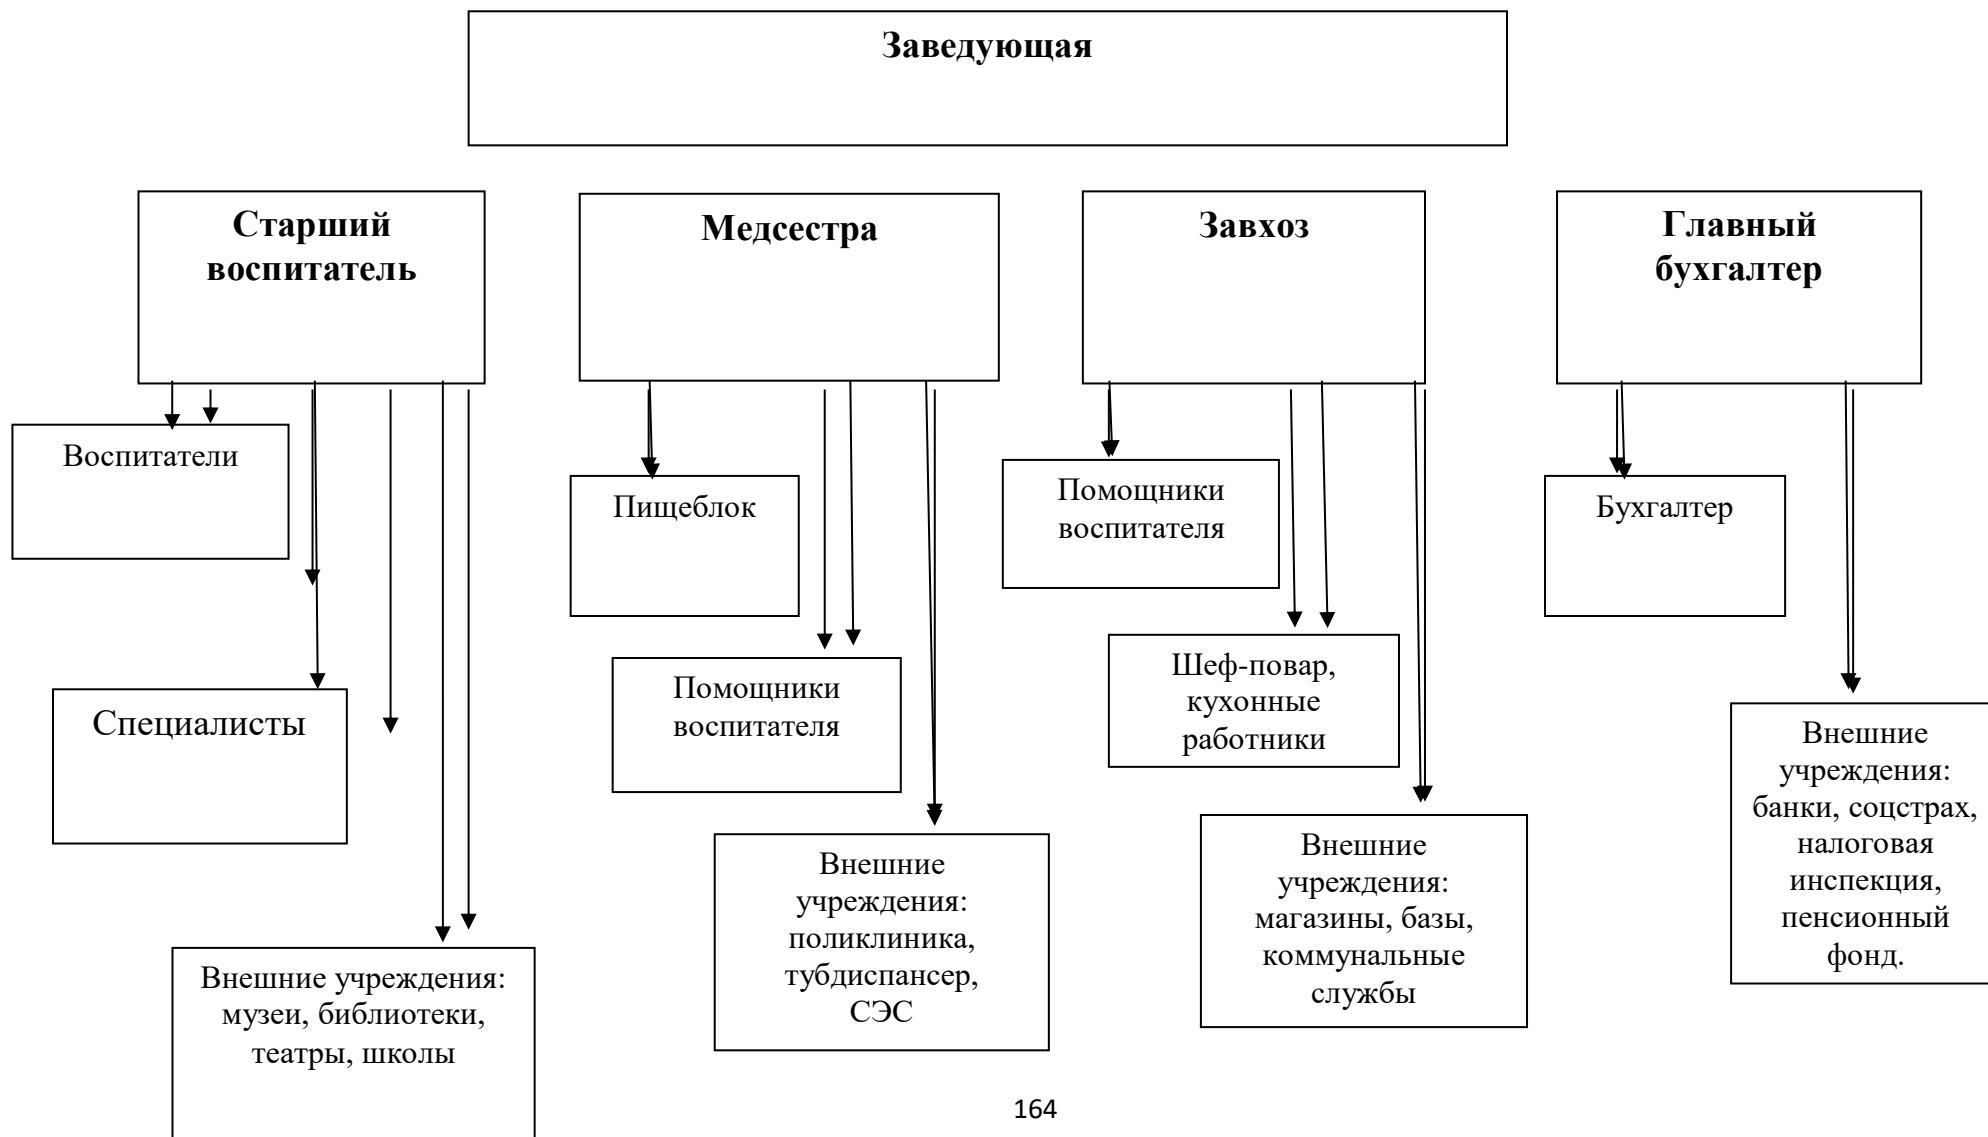 Заведующая
Старший
воспитатель
Медсестра
Завхоз
Главный
бухгалтер
Воспитатели
Пищеблок
Помощники
воспитателя
Бухгалтер
Специалисты
Помощники
воспитателя
Шеф-повар,
кухонные
работники
Внешние
учреждения:
банки, соцстрах,
налоговая
инспекция,
пенсионный
фонд.
Внешние учреждения:
музеи, библиотеки,
театры, школы
Внешние
учреждения:
поликлиника,
тубдиспансер,
СЭС
Внешние
учреждения:
магазины, базы,
коммунальные
службы
164